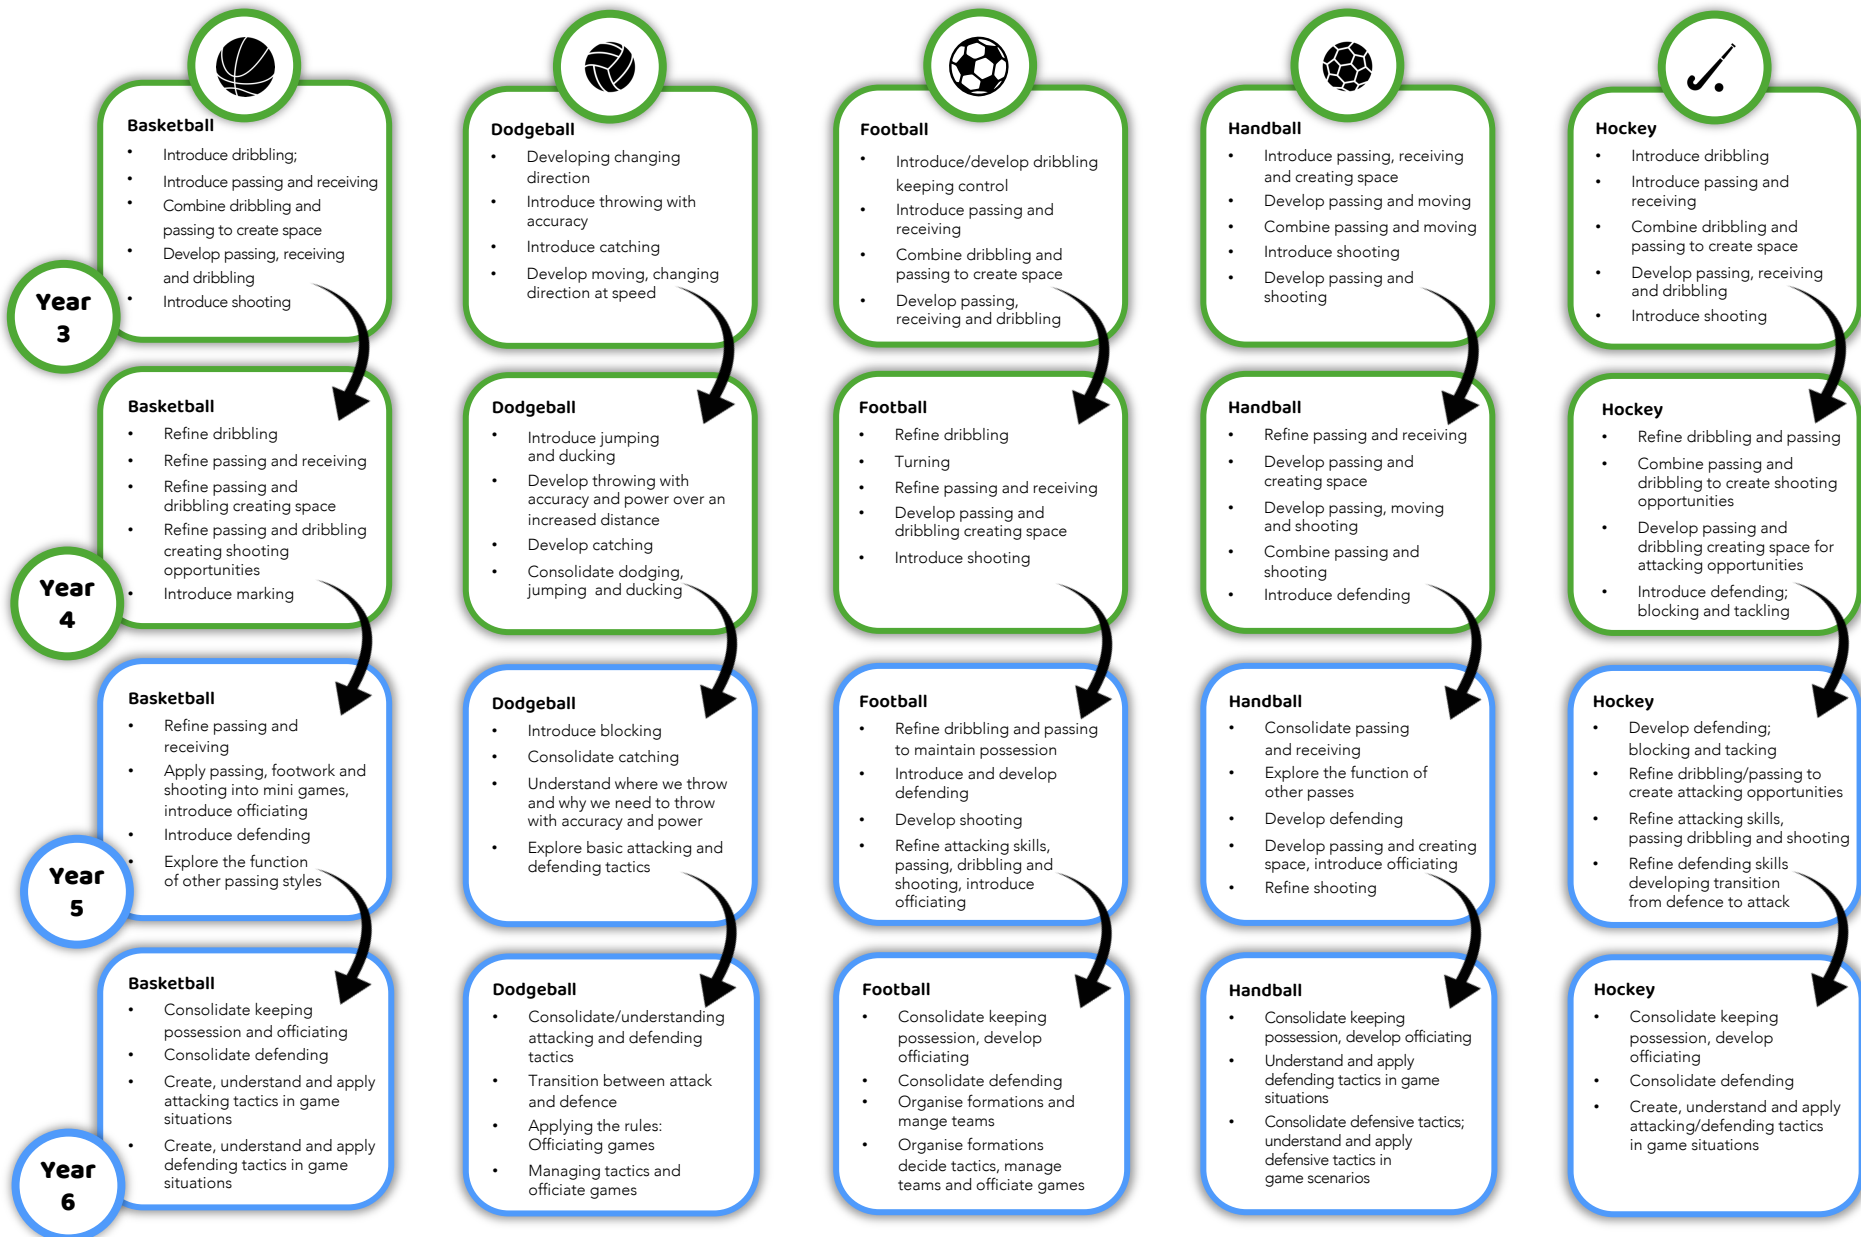 Year
3
Basketball
• Introduce dribbling;
• Introduce passing and receiving
• Combine dribbling and
passing to create space
• Develop passing, receiving
and dribbling
• Introduce shooting
Dodgeball
• Developing changing
direction
• Introduce throwing with
accuracy
• Introduce catching
• Develop moving, changing
direction at speed
Football
• Introduce/develop dribbling
keeping control
• Introduce passing and
receiving
• Combine dribbling and
passing to create space
• Develop passing,
receiving and dribbling
Handball
• Introduce passing, receiving
and creating space
• Develop passing and moving
• Combine passing and moving
• Introduce shooting
• Develop passing and
shooting
Hockey
• Introduce dribbling
• Introduce passing and
receiving
• Combine dribbling and
passing to create space
• Develop passing, receiving
and dribbling
• Introduce shooting
Year
4
Basketball
• Refine dribbling
• Refine passing and receiving
• Refine passing and
dribbling creating space
• Refine passing and dribbling
creating shooting
opportunities
• Introduce marking
Dodgeball
• Introduce jumping
and ducking
• Develop throwing with
accuracy and power over an
increased distance
• Develop catching
• Consolidate dodging,
jumping and ducking
Football
• Refine dribbling
• Turning
• Refine passing and receiving
• Develop passing and
dribbling creating space
• Introduce shooting
Handball
• Refine passing and receiving
• Develop passing and
creating space
• Develop passing, moving
and shooting
• Combine passing and
shooting
• Introduce defending
Hockey
• Refine dribbling and passing
• Combine passing and
dribbling to create shooting
opportunities
• Develop passing and
dribbling creating space for
attacking opportunities
• Introduce defending;
blocking and tackling
Year
5
Basketball
• Refine passing and
receiving
• Apply passing, footwork and
shooting into mini games,
introduce officiating
• Introduce defending
• Explore the function
of other passing styles
Dodgeball
• Introduce blocking
• Consolidate catching
• Understand where we throw
and why we need to throw
with accuracy and power
• Explore basic attacking and
defending tactics
Football
• Refine dribbling and passing
to maintain possession
• Introduce and develop
defending
• Develop shooting
• Refine attacking skills,
passing, dribbling and
shooting, introduce
officiating
Handball
• Consolidate passing
and receiving
• Explore the function of
other passes
• Develop defending
• Develop passing and creating
space, introduce officiating
• Refine shooting
Hockey
• Develop defending;
blocking and tacking
• Refine dribbling/passing to
create attacking opportunities
• Refine attacking skills,
passing dribbling and shooting
• Refine defending skills
developing transition
from defence to attack
Year
6
Basketball
• Consolidate keeping
possession and officiating
• Consolidate defending
• Create, understand and apply
attacking tactics in game
situations
• Create, understand and apply
defending tactics in game
situations
Dodgeball
• Consolidate/understanding
attacking and defending
tactics
• Transition between attack
and defence
• Applying the rules:
Officiating games
• Managing tactics and
officiate games
Football
• Consolidate keeping
possession, develop
officiating
• Consolidate defending
• Organise formations and
mange teams
• Organise formations
decide tactics, manage
teams and officiate games
Handball
• Consolidate keeping
possession, develop officiating
• Understand and apply
defending tactics in game
situations
• Consolidate defensive tactics;
understand and apply
defensive tactics in
game scenarios
Hockey
• Consolidate keeping
possession, develop
officiating
• Consolidate defending
• Create, understand and apply
attacking/defending tactics
in game situations